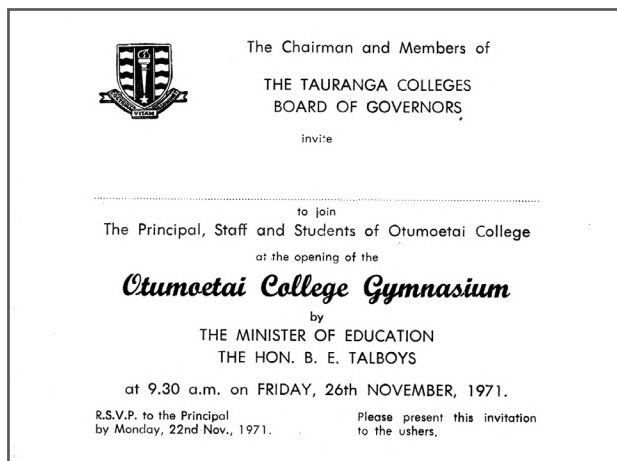 The Chairman and Members of
THE TAURANGA COLLEGES
BOARD OF GOVERNORS,
invite
to join
The Principal, Staff and Students of Otumoetai College
at the opening of the
Otumoetai College Gymnasium
by
THE MINISTER OF EDUCATION
THE HON. B. E. TALBOYS
at 9.30 a.m. on FRIDAY, 26th NOVEMBER, 1971.
R.S.V.P. to the Principal
by Monday, 22nd Nov., 1971.
Please present this invitation
to the ushers.
VITAM